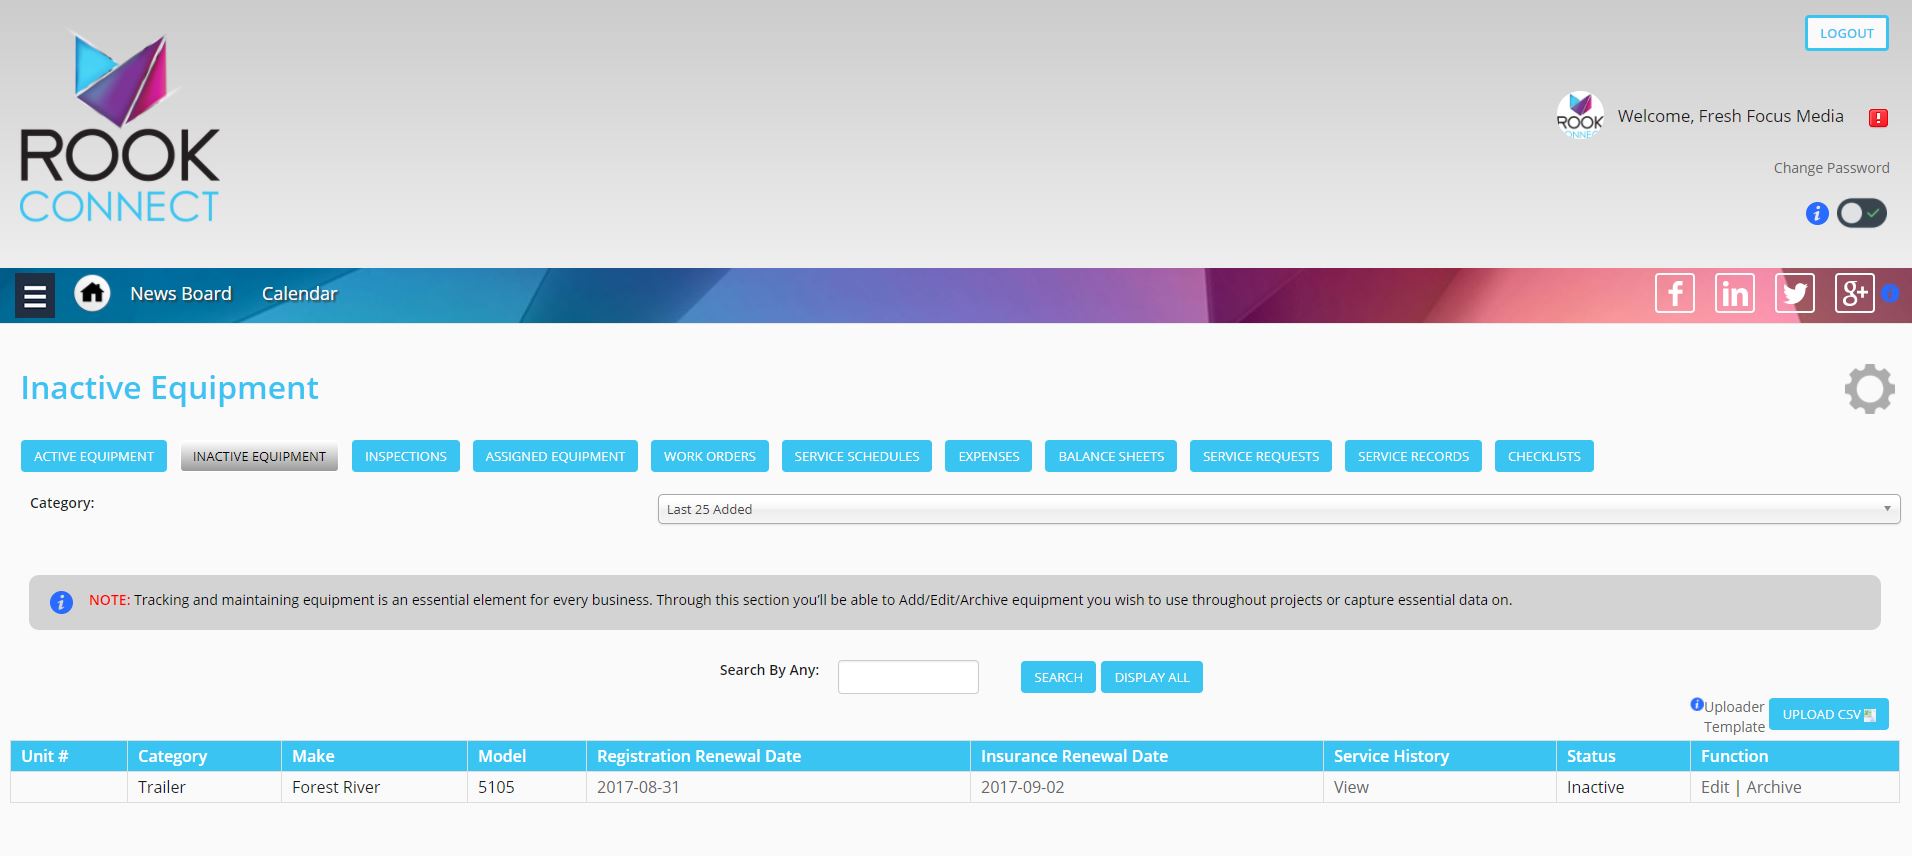 LOGOUT
ROOK
CONNECT
ROOK
CONNECT
Welcome, Fresh Focus Media
Change Password
News Board Calendar
Inactive Equipment
ACTIVE EQUIPMENT INACTIVE EQUIPMENT INSPECTIONS ASSIGNED EQUIPMENT WORK ORDERS SERVICE SCHEDULES EXPENSES BALANCE SHEETS SERVICE REQUESTS SERVICE RECORDS CHECKLISTS
Category: Last 25 Added
NOTE: Tracking and maintaining equipment is an essential element for every business. Through this section you'll be able to Add/Edit/Archive equipment you wish to use throughout projects or capture essential data on.
Search By Any: SEARCH DISPLAY ALL
Uploader
Template UPLOAD CSV
Unit # Category Make Model Registration Renewal Date Insurance Renewal Date Service History Status Function
Trailer Forest River 5105 2017-08-31 2017-09-02 View Inactive Edit | Archive